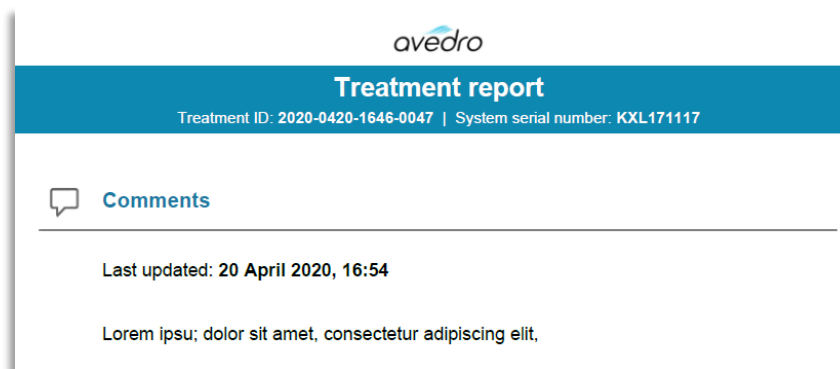 avedro
Treatment report
Treatment ID: 2020-0420-1646-0047 | System serial number: KXL171117
Comments
Last updated: 20 April 2020, 16:54
Lorem ipsu; dolor sit amet, consectetur adipiscing elit,